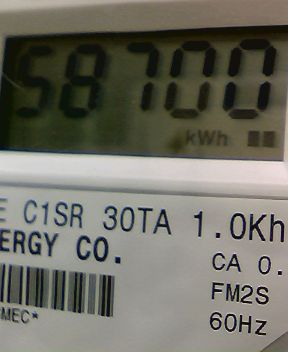 58700
kWh
E C1SR 30TA 1.0Kh
ERGY CO.
CA 0.
FM2S
MEC*
60Hz